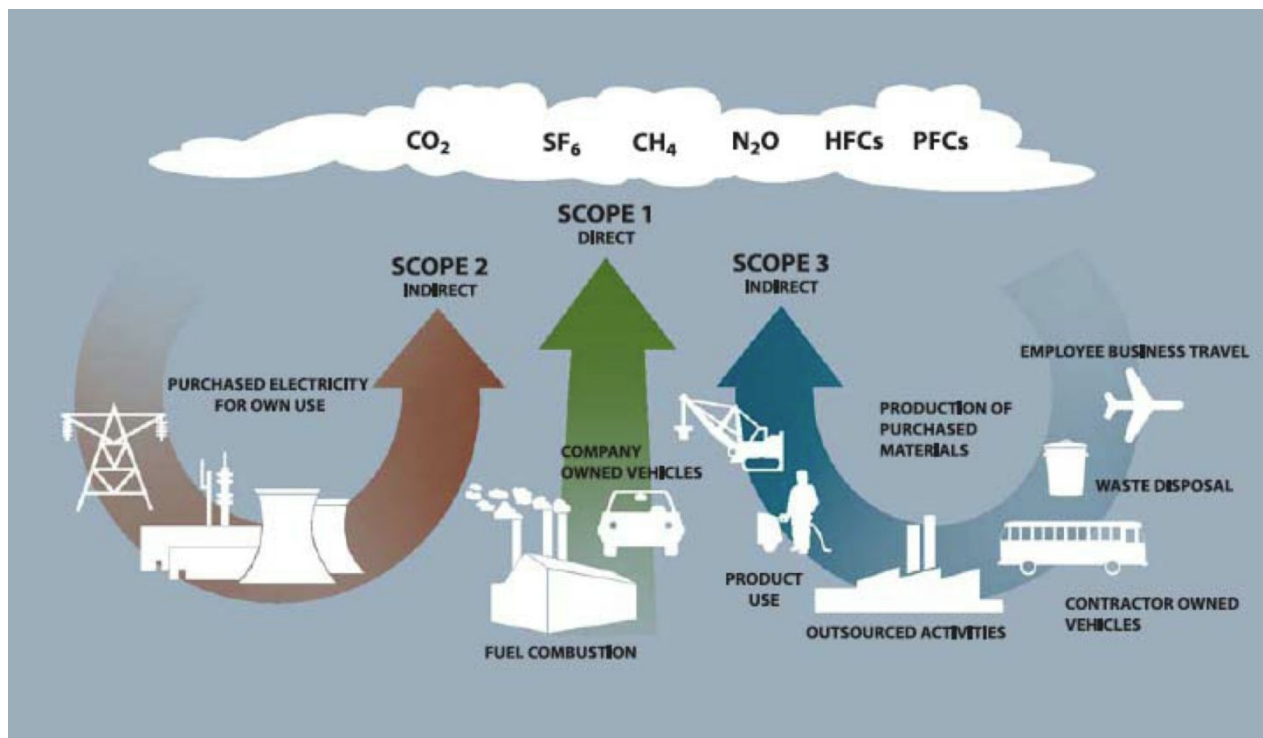 CO₂ SF₆ CH₄ N₂O HFCs PFCs
SCOPE 1
DIRECT
SCOPE 2
INDIRECT
SCOPE 3
INDIRECT
PURCHASED ELECTRICITY
FOR OWN USE
COMPANY
OWNED VEHICLES
FUEL COMBUSTION
EMPLOYEE BUSINESS TRAVEL
PRODUCTION OF
PURCHASED
MATERIALS
WASTE DISPOSAL
PRODUCT
USE
OUTSOURCED ACTIVITIES
CONTRACTOR OWNED
VEHICLES